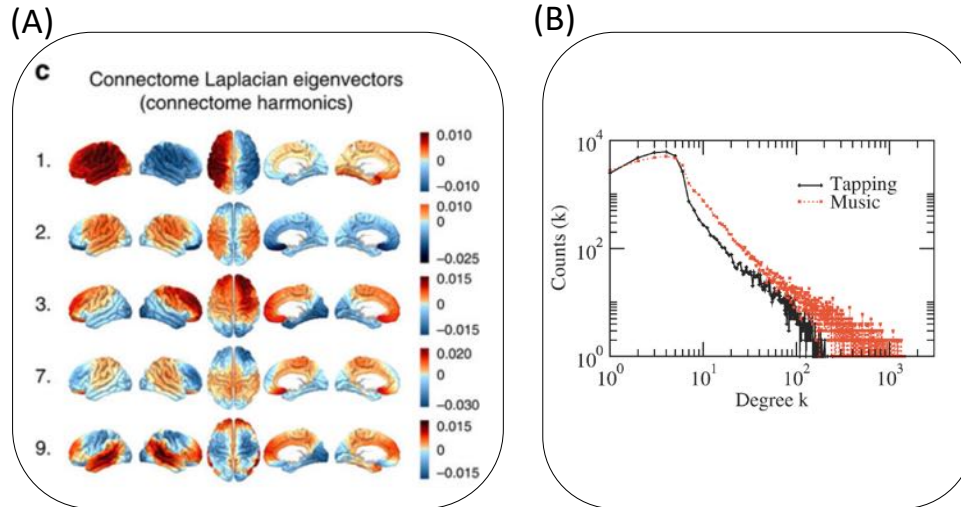 (A)
c
Connectome Laplacian eigenvectors
(connectome harmonics)
1.
0.010
0
−0.010
2.
0.010
0
−0.025
3.
0.015
0
−0.015
7.
0.020
0
−0.030
9.
0.015
0
−0.015
(B)
10^4
10^2
10^0
Counts (k)
Tapping
Music
10^0 10^1 10^2 10^3
Degree k